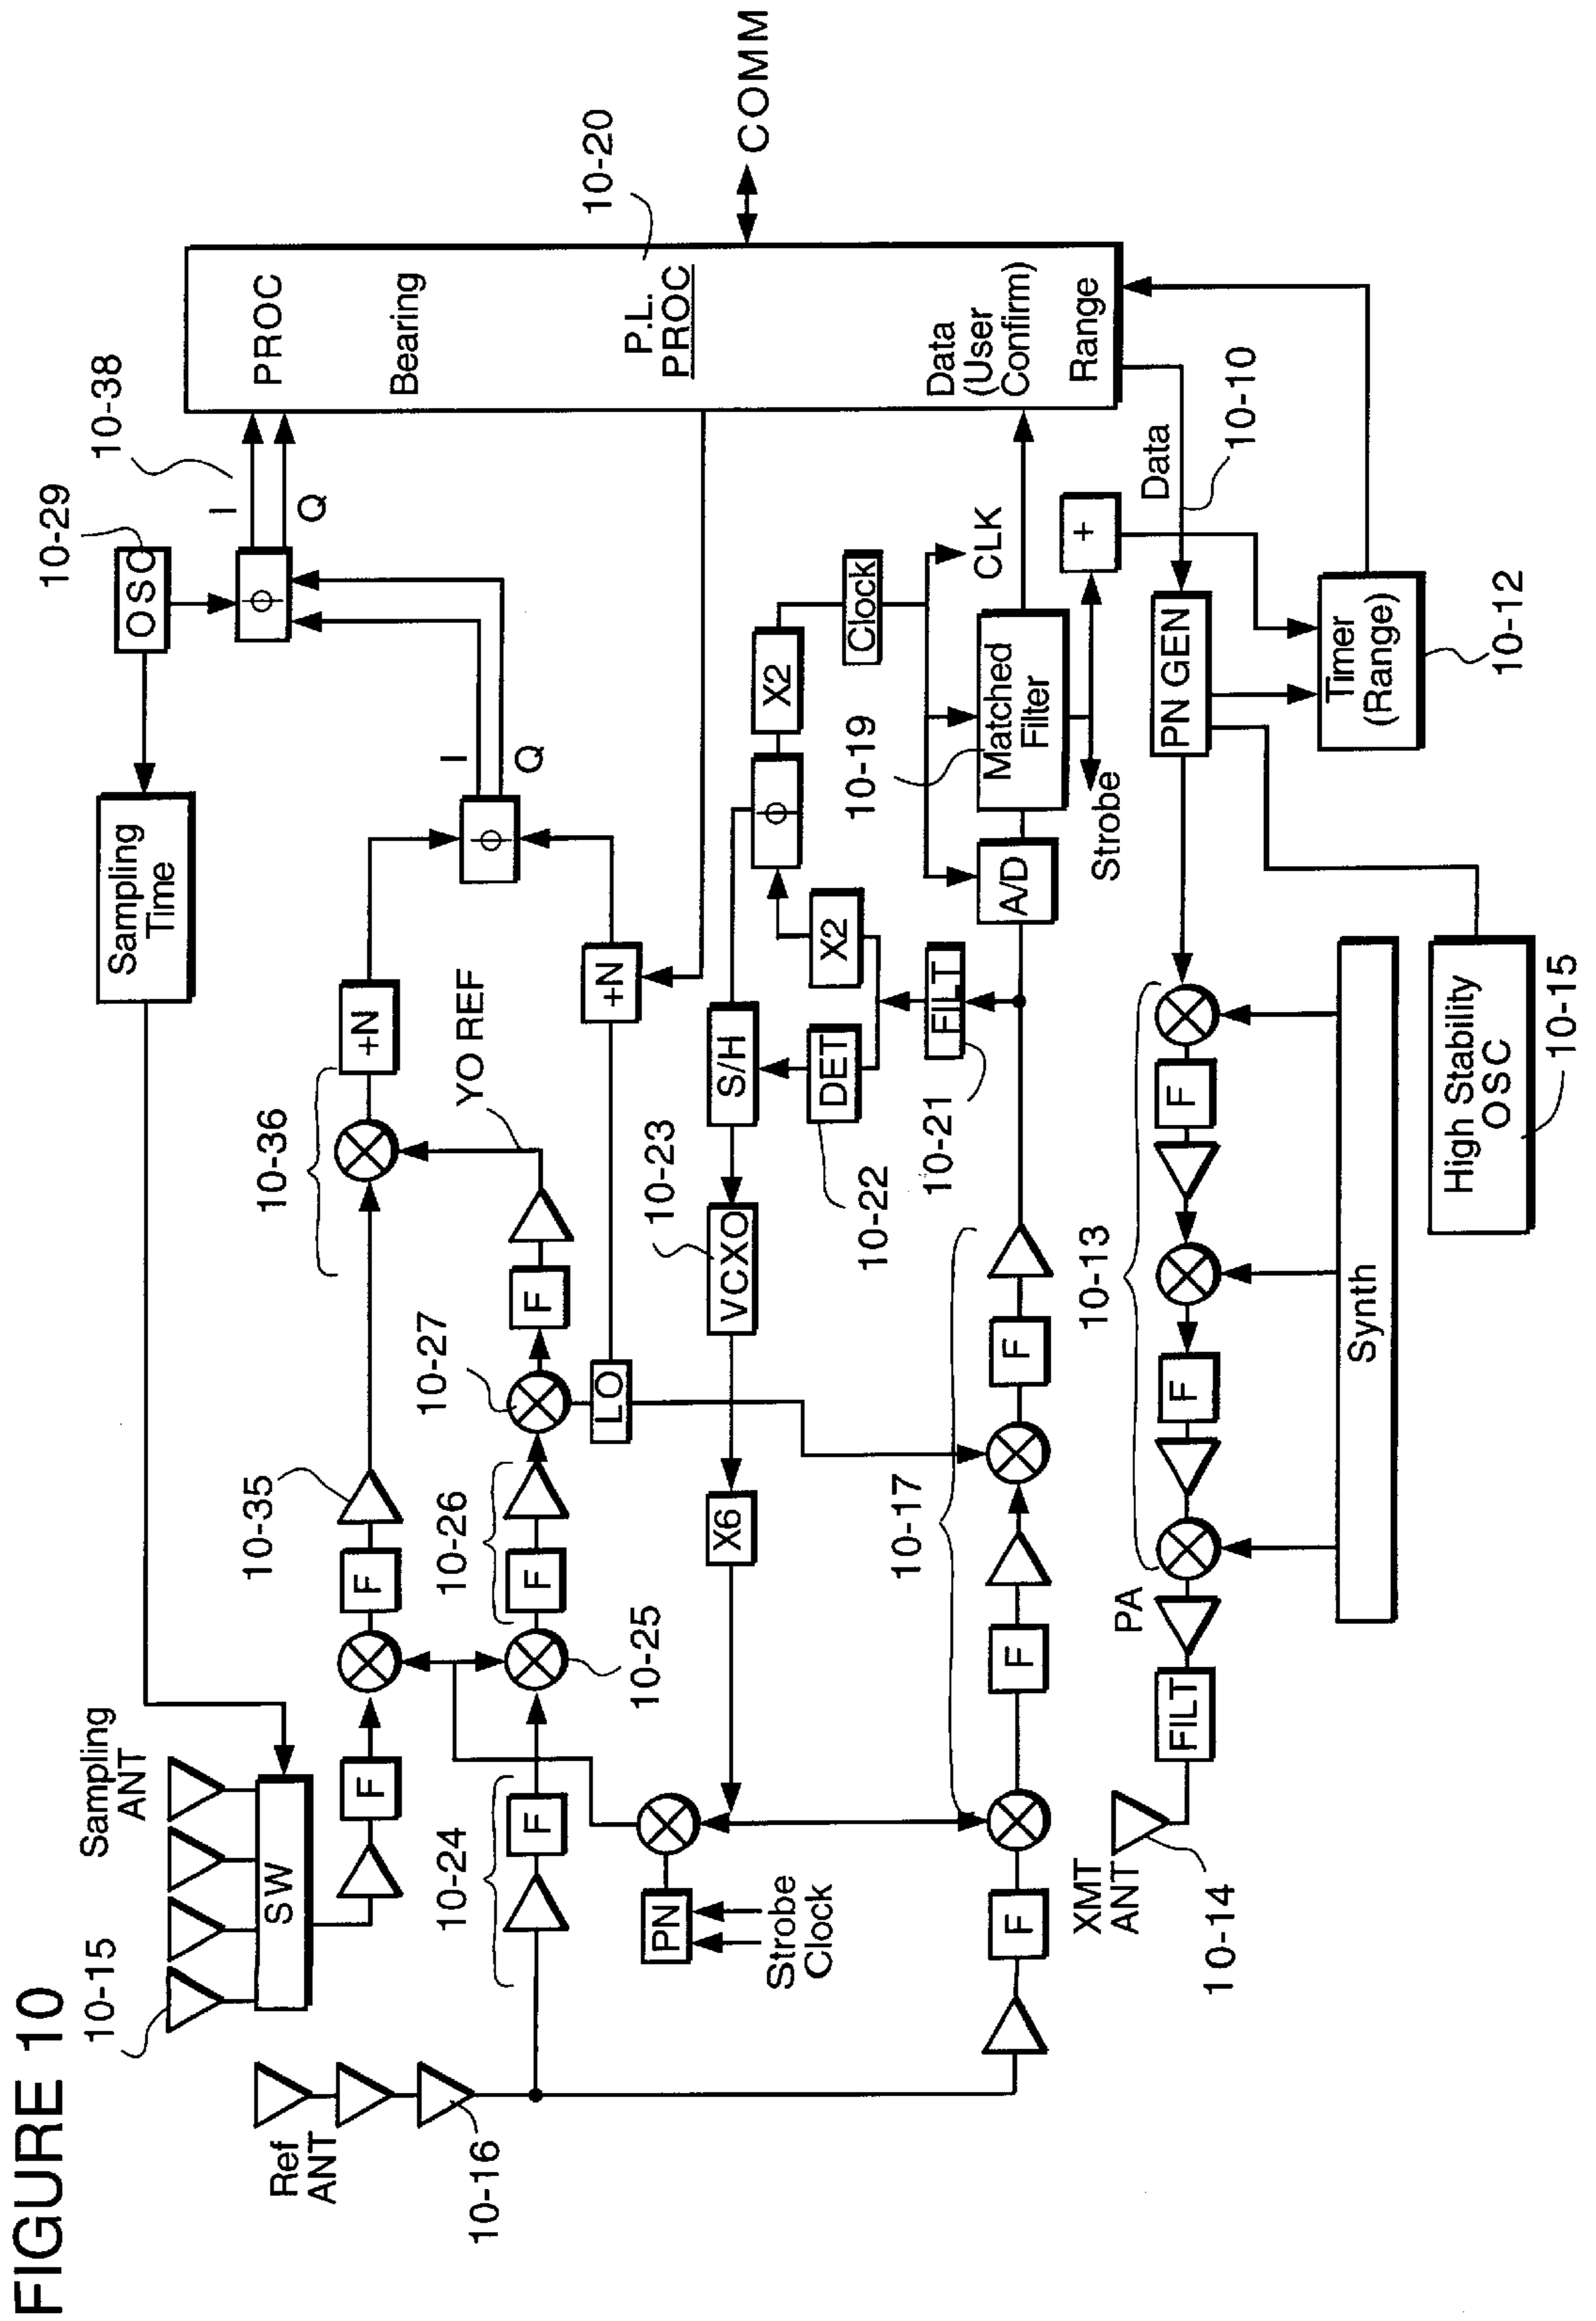 FIGURE 10
10-15
Sampling
ANT
SW
Sampling
Time
10-29
OSC
10-38
I
Q
ϕ
PROC
Bearing
P.L.
PROC
Data
(User
Confirm)
Range
10-20
COMM
Ref
ANT
10-16
F
F
10-35
10-36
+N
ϕ
I
Q
YO REF
10-24
F
10-25
10-26
F
10-27
F
LO
+N
PN
Strobe
Clock
X6
10-23
VCXO
S/H
ϕ
X2
Clock
CLK
10-22
DET
X2
10-21
FILT
10-19
Matched
Filter
A/D
Strobe
+
F
10-17
F
F
XMT
ANT
10-14
FILT
PA
10-13
F
F
PN GEN
Data
10-10
Timer
(Range)
10-12
Synth
High Stability
OSC
10-15